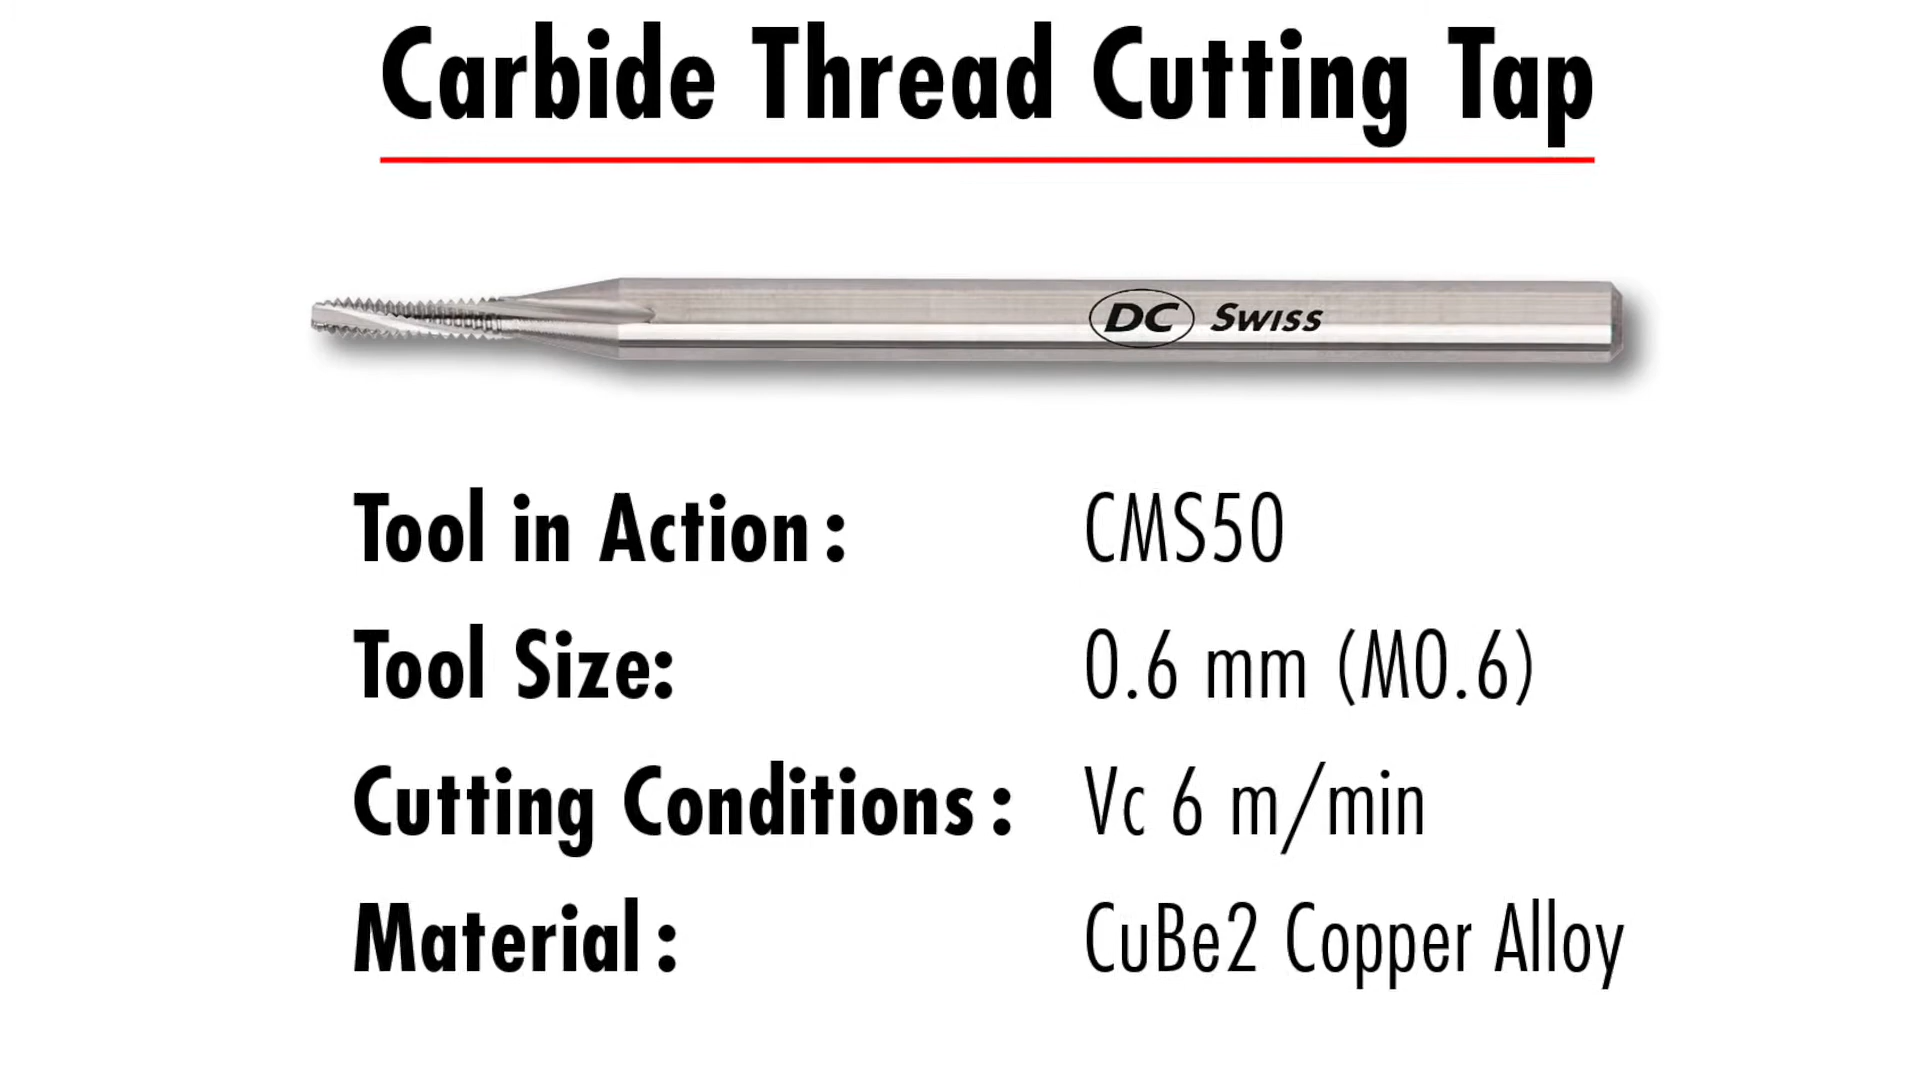 Carbide Thread Cutting Tap
DC Swiss
Tool in Action : CMS50
Tool Size: 0.6 mm (M0.6)
Cutting Conditions : Vc 6 m/min
Material : CuBe2 Copper Alloy